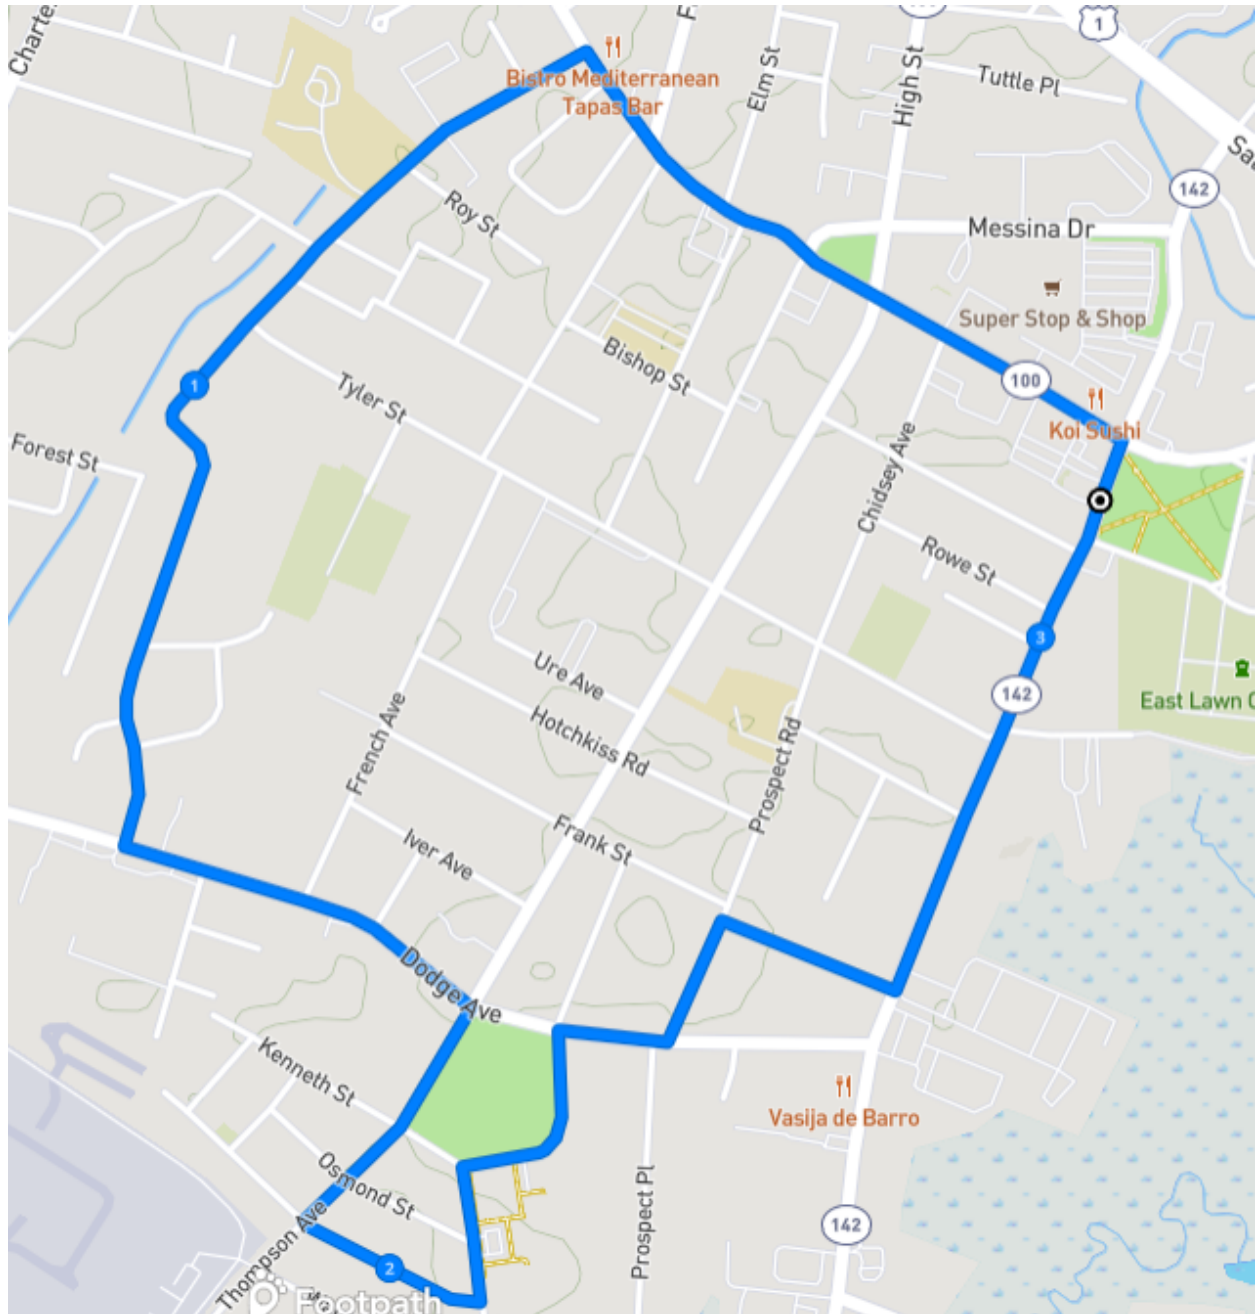 Charter
F
1
Bistro Mediterranean
Tapas Bar
Elm St
High St
Tuttle Pl
Sal
142
Roy St
Messina Dr
Super Stop & Shop
Bishop St
100
1
Tyler St
Koi Sushi
Forest St
Chidsey Ave
Rowe St
3
Ure Ave
142
East Lawn C
French Ave
Hotchkiss Rd
Prospect Rd
Iver Ave
Frank St
Dodge Ave
Kenneth St
Vasija de Barro
Osmond St
Prospect Pl
142
Thompson Ave
2
Footpath